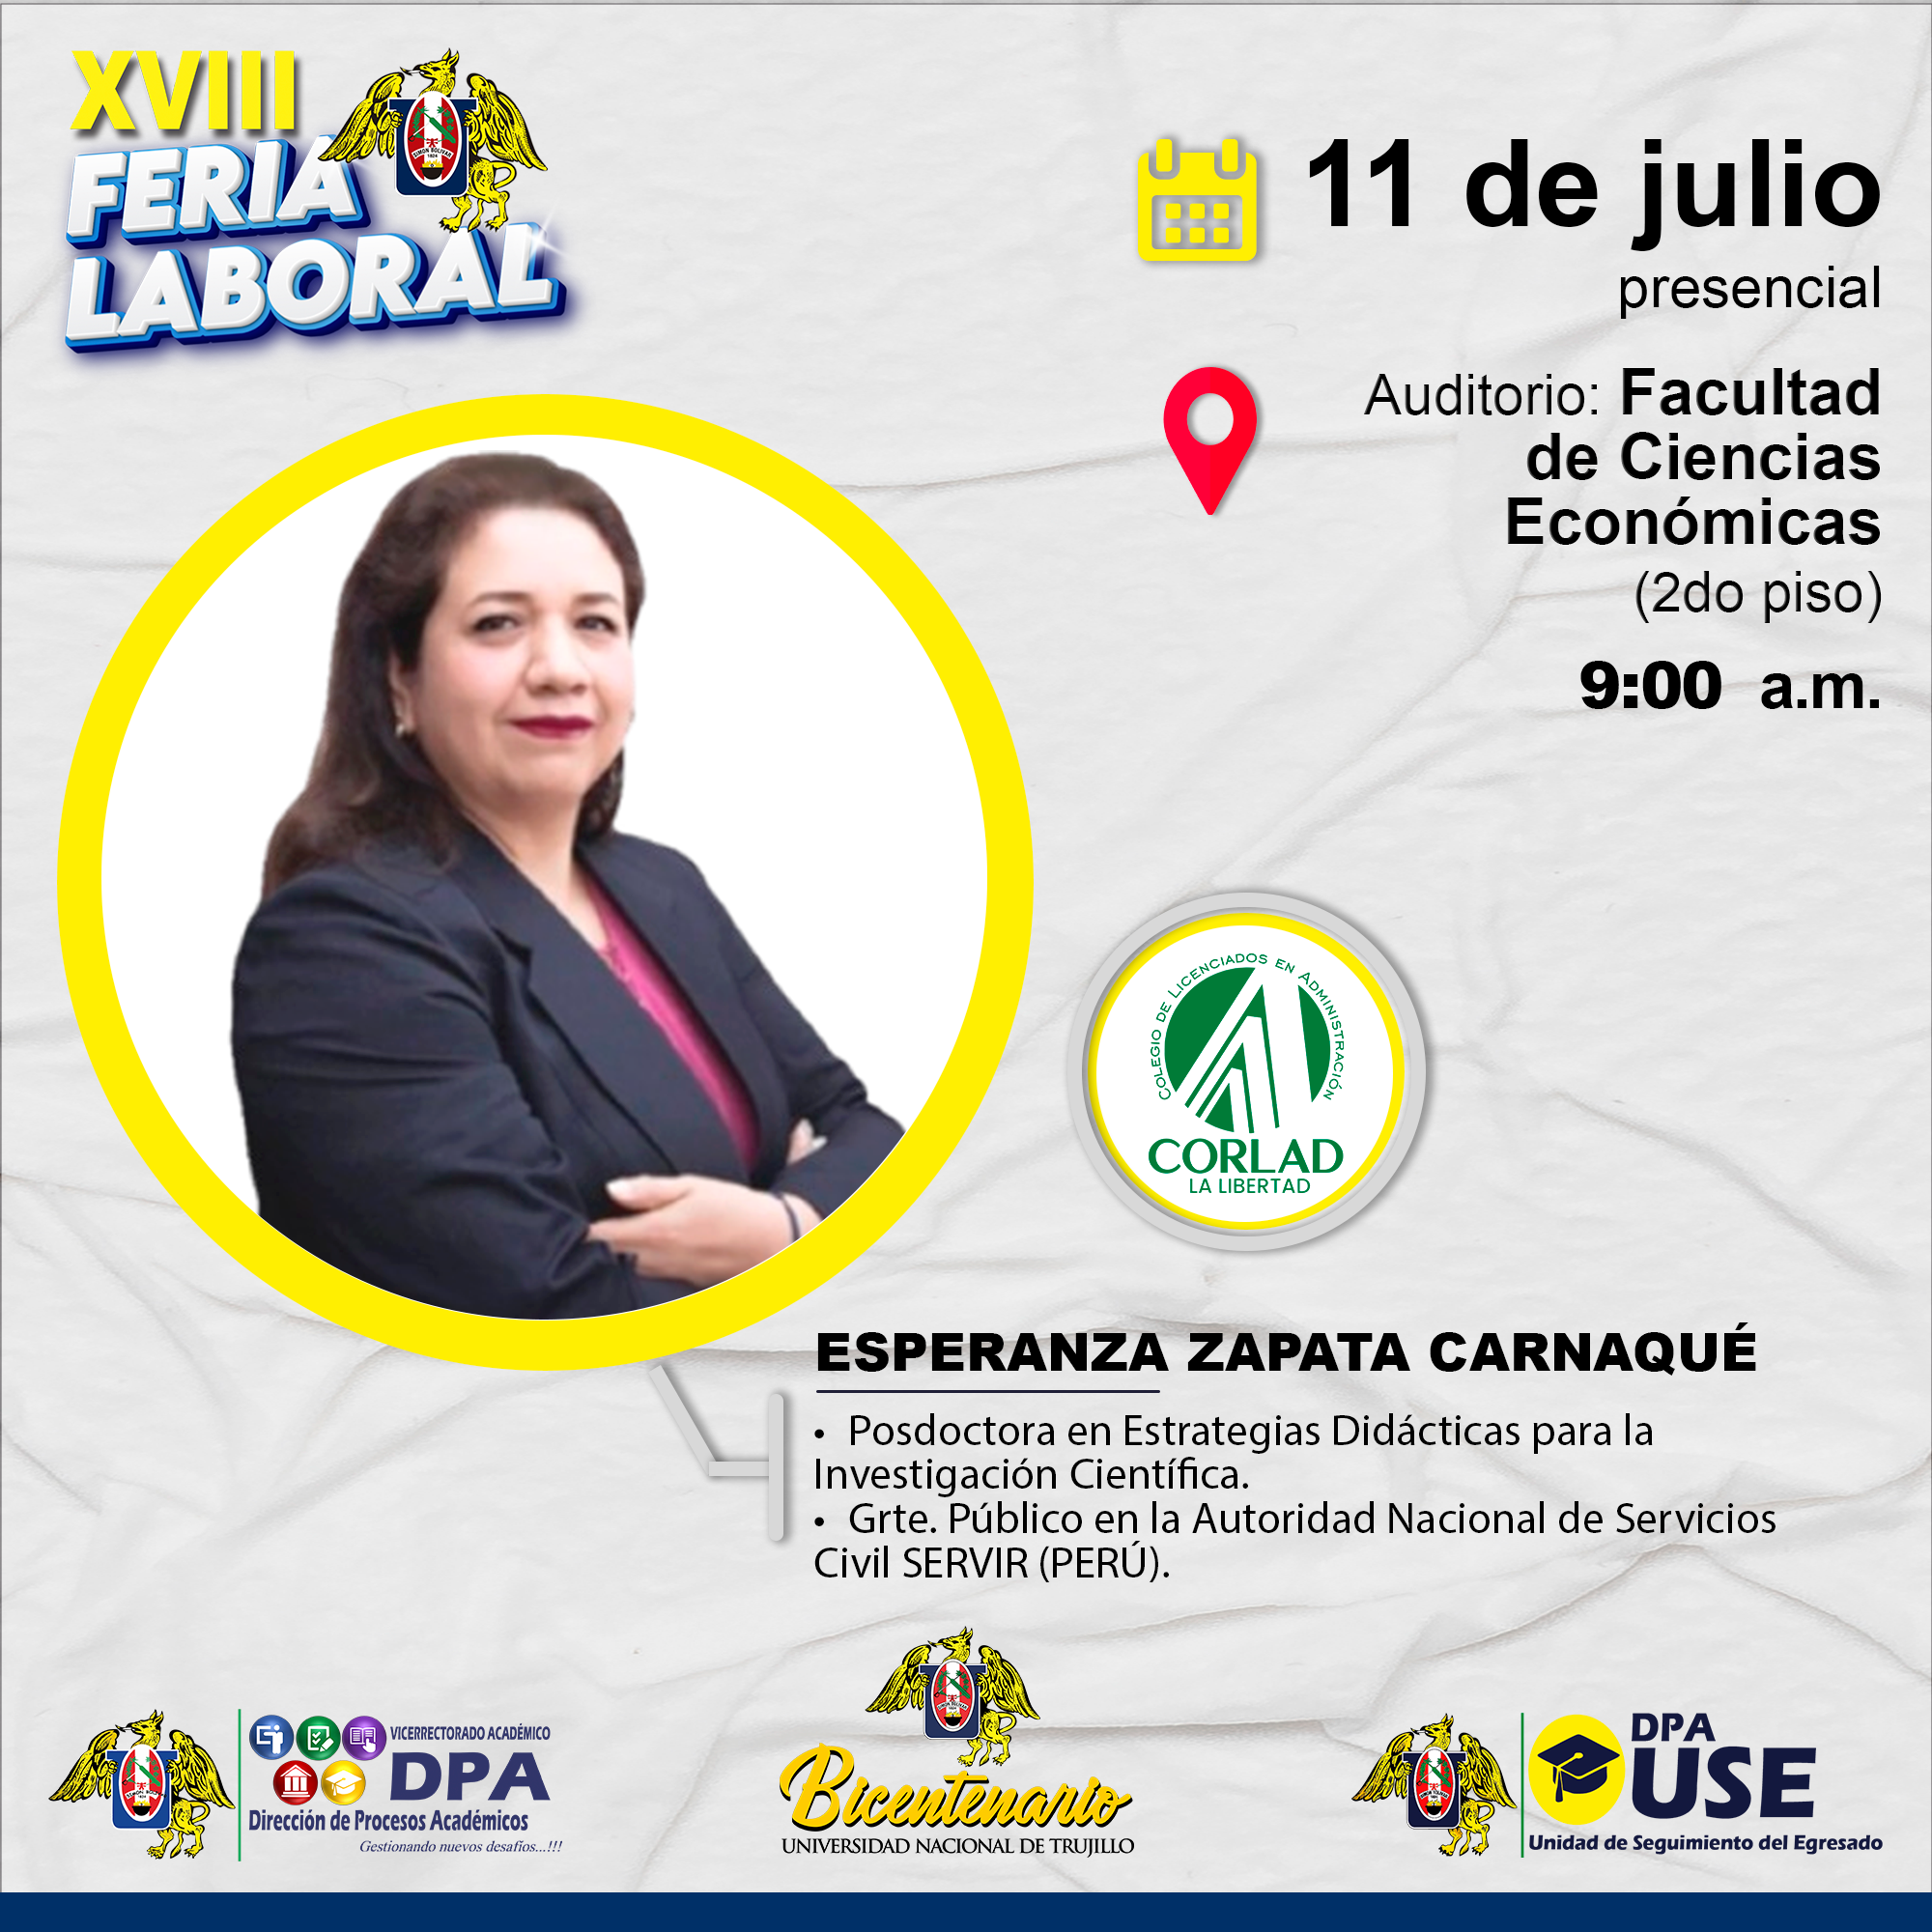 XVIII
FERIA
LABORAL
SIMON BOLIVAR
1824
11 de julio
presencial
Auditorio: Facultad
de Ciencias
Económicas
(2do piso)
9:00 a.m.
COLEGIO DE LICENCIADOS EN ADMINISTRACIÓN
CORLAD
LA LIBERTAD
ESPERANZA ZAPATA CARNAQUÉ
• Posdoctora en Estrategias Didácticas para la
Investigación Científica.
• Grte. Público en la Autoridad Nacional de Servicios
Civil SERVIR (PERÚ).
VICERRECTORADO ACADÉMICO
DPA
Dirección de Procesos Académicos
Gestionando nuevos desafíos...!!!
Bicentenario
UNIVERSIDAD NACIONAL DE TRUJILLO
DPA
USE
Unidad de Seguimiento del Egresado